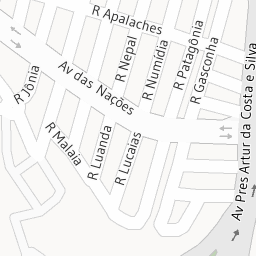 R Apalaches
R Nepal
R Numídia
R Patagônia
R Gasconha
Av das Nações
R Jônia
R Malaia
R Luanda
R Lucaias
Av Pres Artur da Costa e Silva